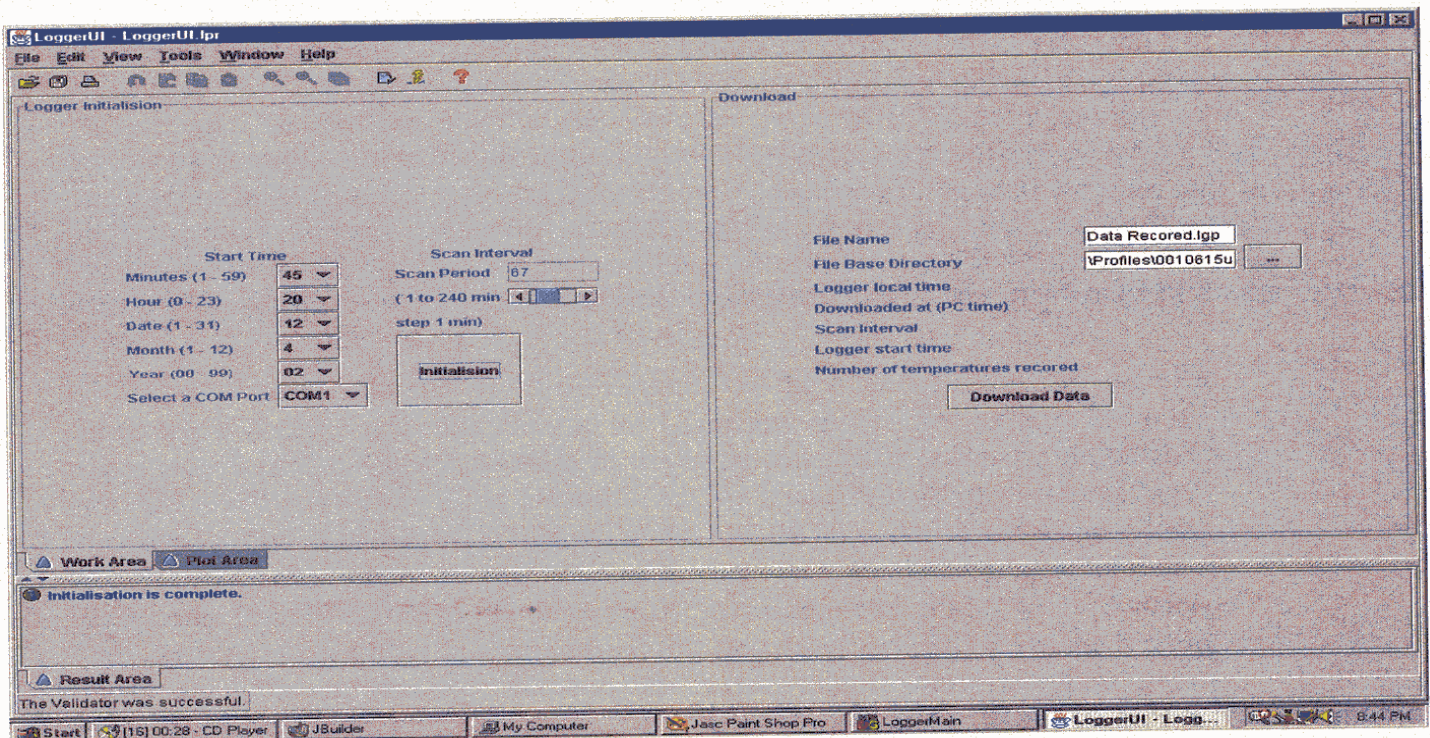 LoggerUI - LoggerUI.lpr
File Edit View Tools Window Help
Logger Initialision
Start Time
Minutes (1 - 59) 45
Hour (0 - 23) 20
Date (1 - 31) 12
Month (1 - 12) 4
Year (00 - 99) 02
Select a COM Port COM1
Scan Interval
Scan Period 67
( 1 to 240 min
step 1 min)
Initialision
Download
File Name Data Recored.lgp
File Base Directory \Profiles\0010615u ...
Logger local time
Downloaded at (PC time)
Scan Interval
Logger start time
Number of temperatures recored
Download Data
Work Area Plot Area
Initialisation is complete.
Result Area
The Validator was successful.
Start [16] 00:28 - CD Player JBuilder My Computer Jasc Paint Shop Pro LoggerMain LoggerUI - Logg... 8:44 PM